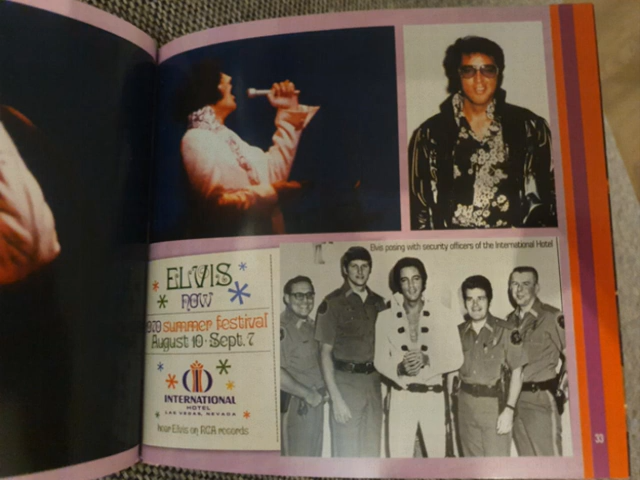 Elvis posing with security officers of the International Hotel
ELVIS
NOW
1970 summer festival
August 10 - Sept. 7
INTERNATIONAL
HOTEL
LAS VEGAS, NEVADA
hear Elvis on RCA records
33